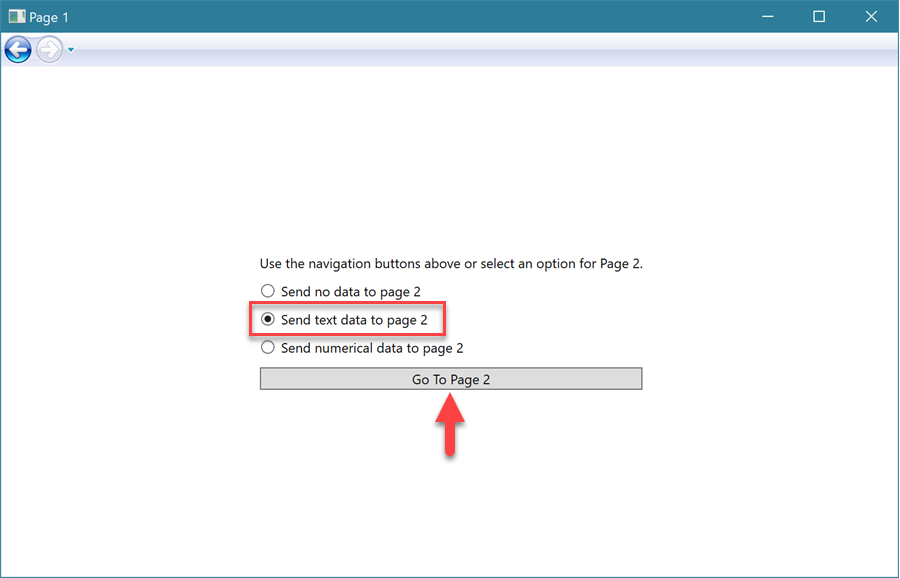 Page 1
Use the navigation buttons above or select an option for Page 2.
Send no data to page 2
Send text data to page 2
Send numerical data to page 2
Go To Page 2